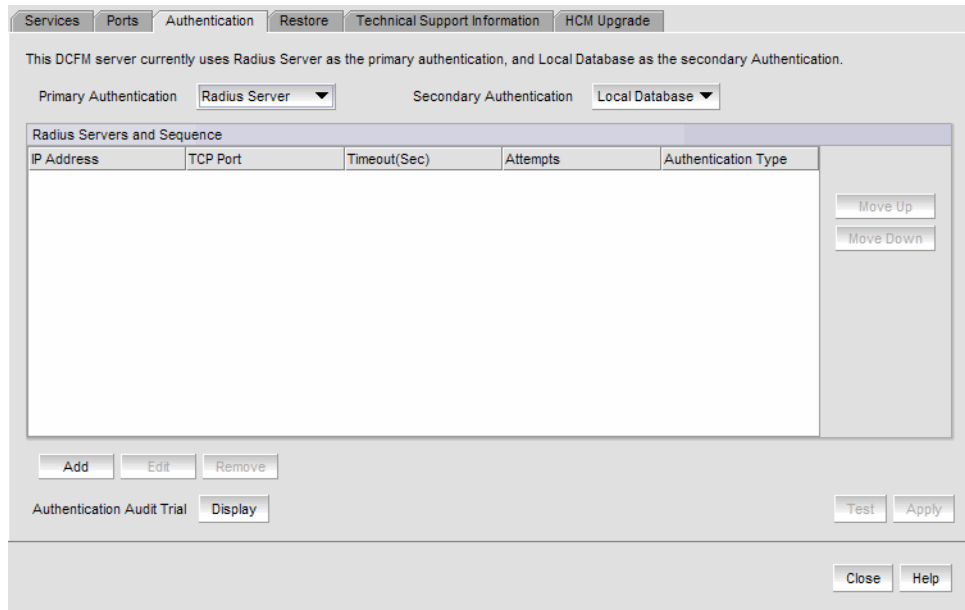 Services Ports Authentication Restore Technical Support Information HCM Upgrade
This DCFM server currently uses Radius Server as the primary authentication, and Local Database as the secondary Authentication.
Primary Authentication Radius Server Secondary Authentication Local Database
Radius Servers and Sequence
IP Address TCP Port Timeout(Sec) Attempts Authentication Type
Move Up
Move Down
Add Edit Remove
Authentication Audit Trial Display Test Apply
Close Help